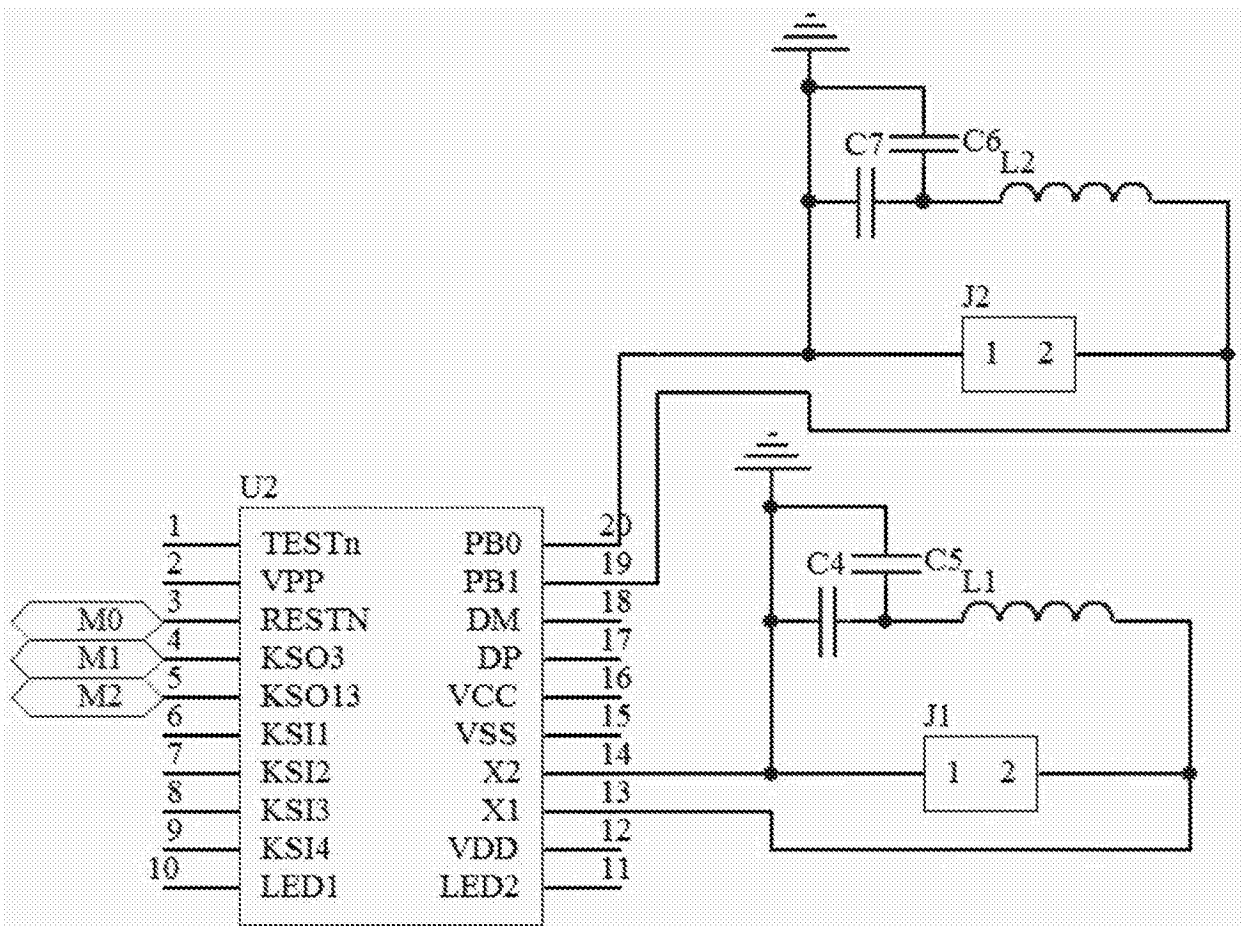 C7
C6
L2
J2
1 2
U2
1 TESTn PB0 20
2 VPP PB1 19
M0 3 RESTN DM 18
M1 4 KSO3 DP 17
M2 5 KSO13 VCC 16
6 KSI1 VSS 15
7 KSI2 X2 14
8 KSI3 X1 13
9 KSI4 VDD 12
10 LED1 LED2 11
C4
C5
L1
J1
1 2